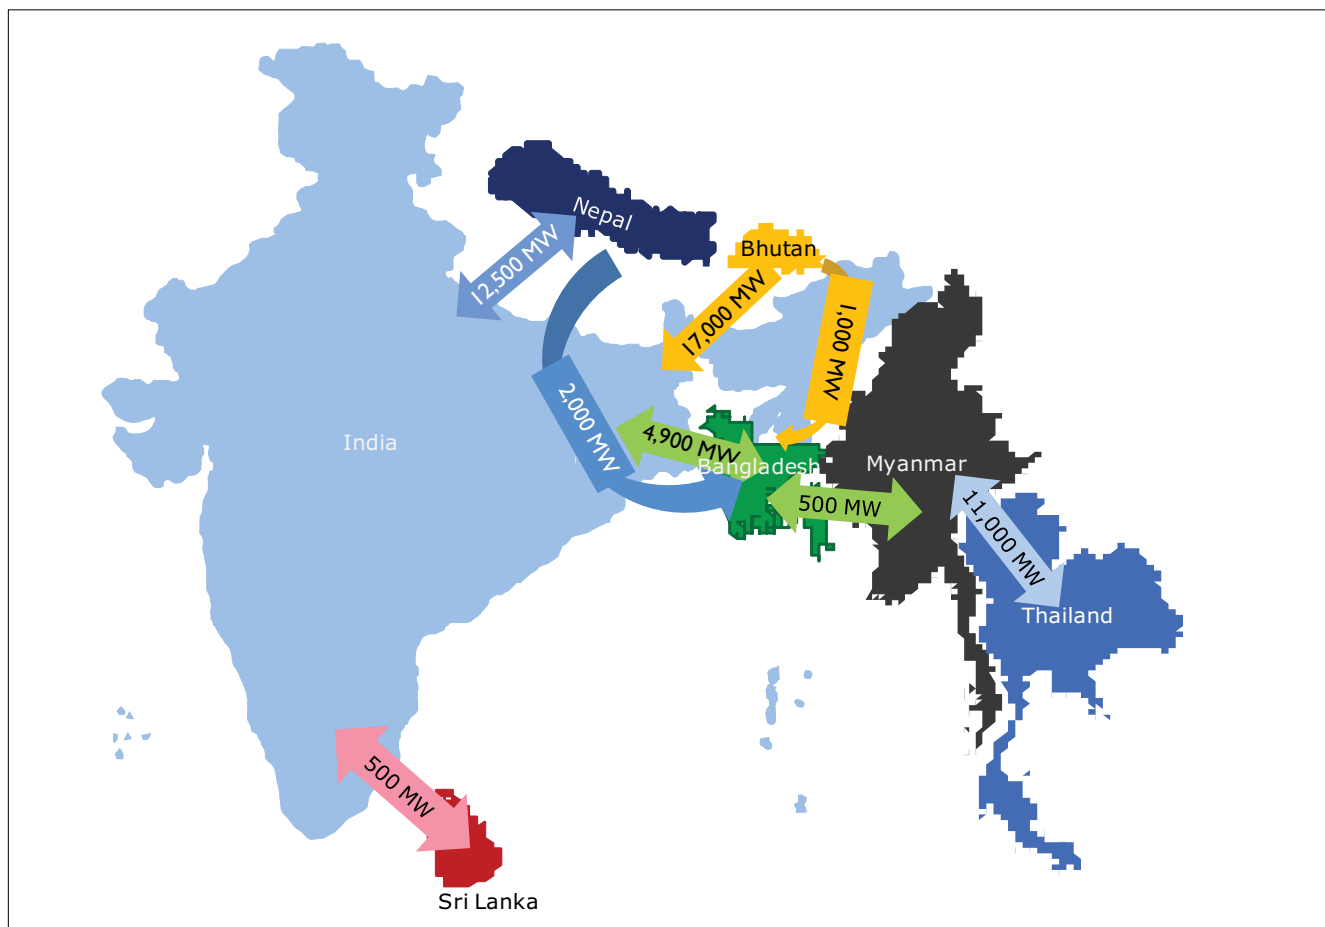 Nepal
12,500 MW
Bhutan
17,000 MW
1,000 MW
2,000 MW
4,900 MW
India
Bangladesh
Myanmar
500 MW
11,000 MW
Thailand
500 MW
Sri Lanka